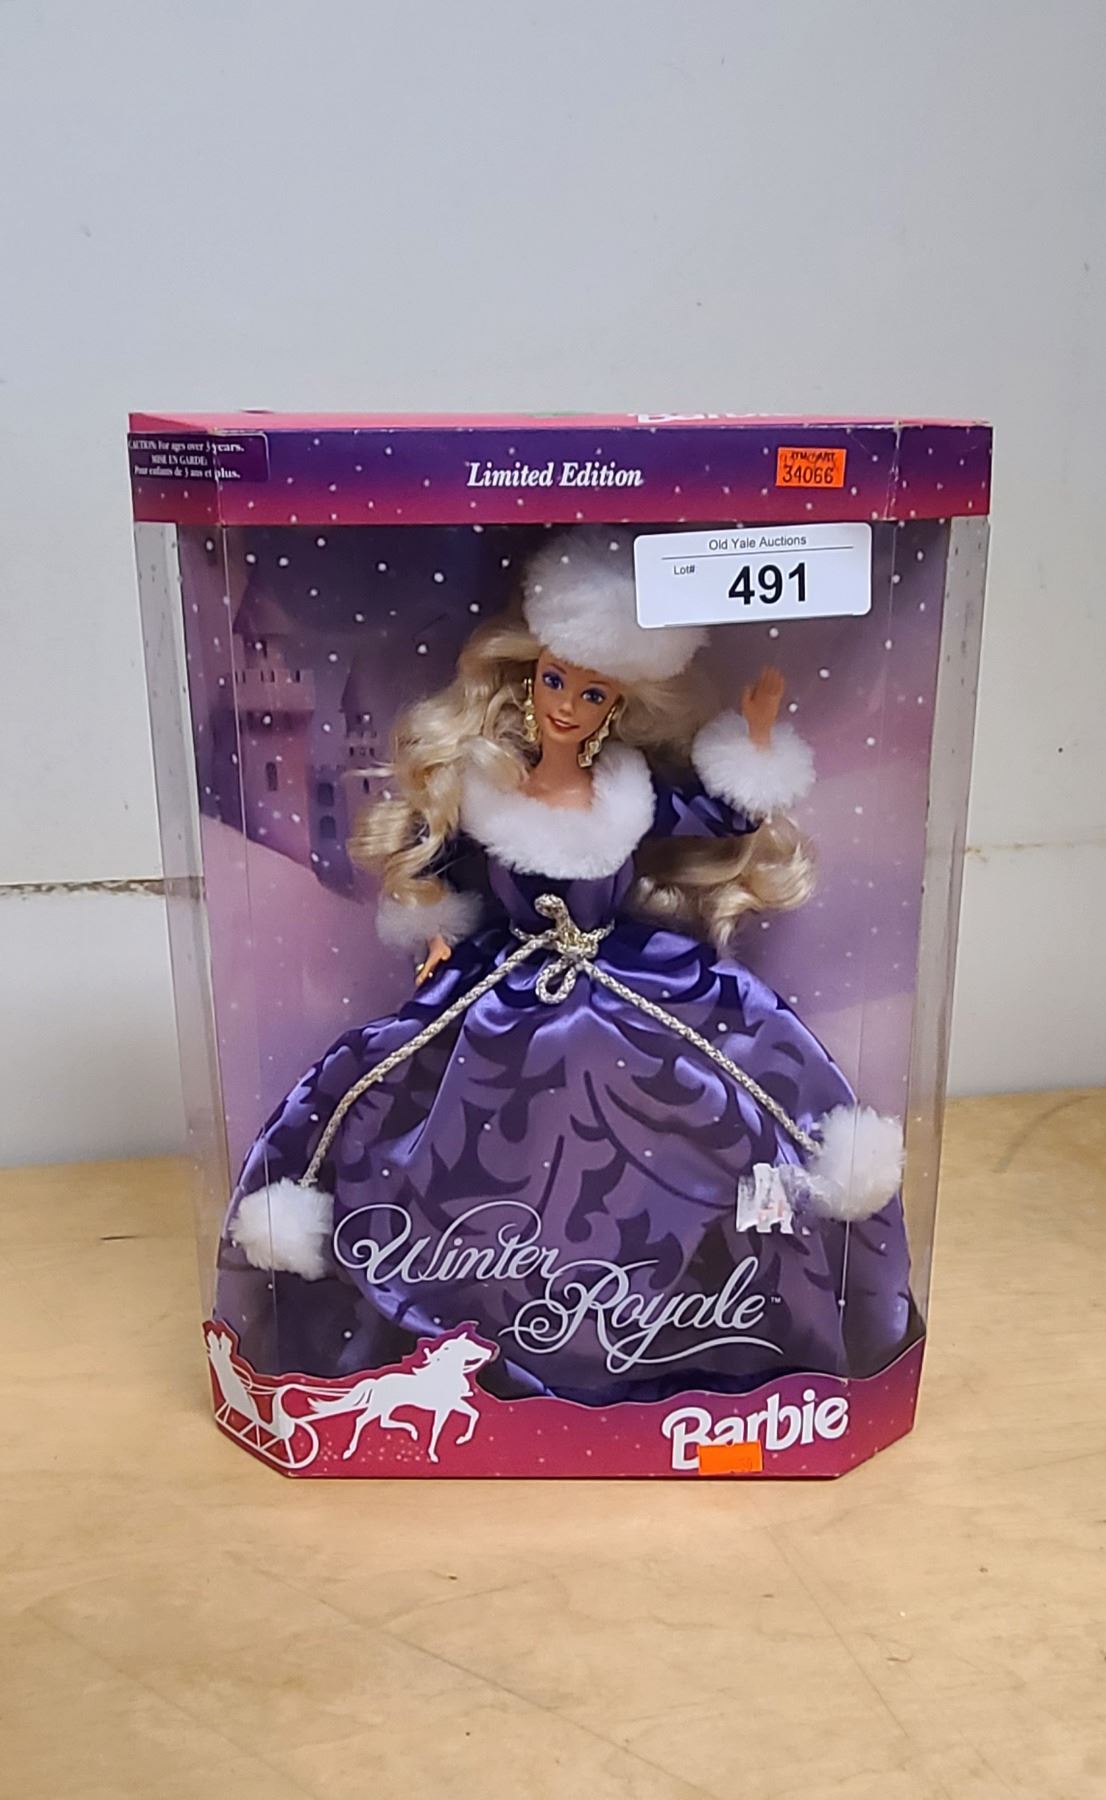 CAUTION: For ages over 3 years.
MISE EN GARDE:
Pour enfants de 3 ans et plus.
Limited Edition
34066
Old Yale Auctions
Lot#
491
Winter
Royale™
Barbie